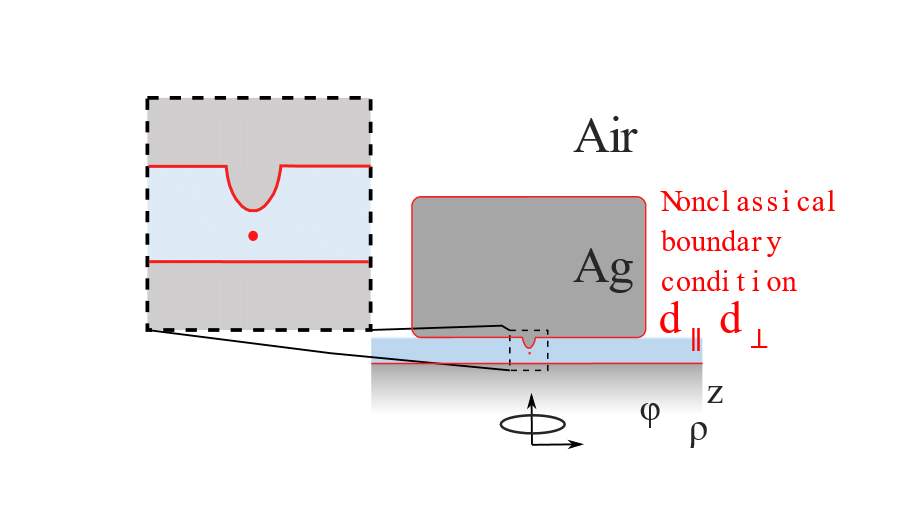 Air
Nonclassical
boundary
condition
d∥ d⊥
Ag
z
φ
ρ